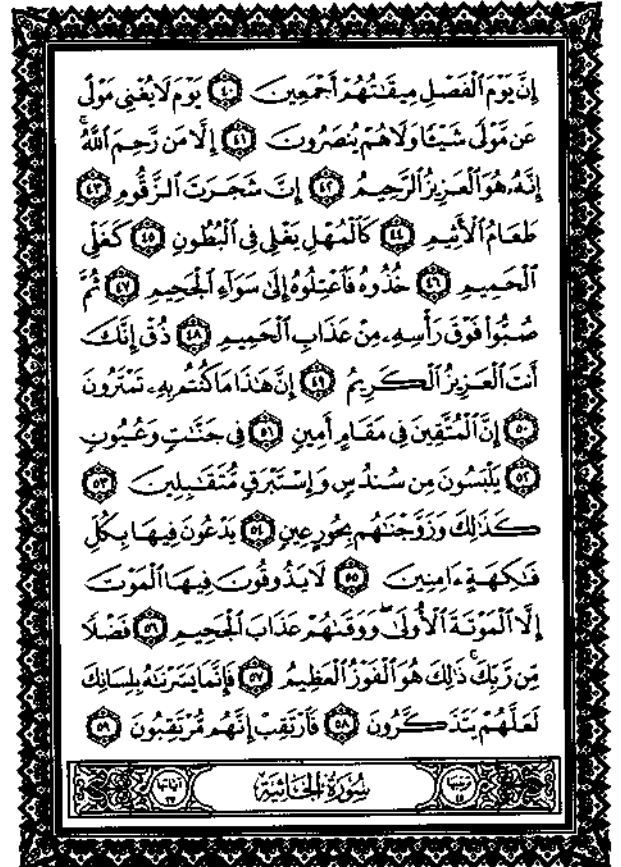 إِنَّ يَوْمَ ٱلْفَصْلِ مِيقَٰتُهُمْ أَجْمَعِينَ ٤٠ يَوْمَ لَا يُغْنِى مَوْلًى
عَن مَّوْلًى شَيْـًٔا وَلَا هُمْ يُنصَرُونَ ٤١ إِلَّا مَن رَّحِمَ ٱللَّهُ ۚ
إِنَّهُۥ هُوَ ٱلْعَزِيزُ ٱلرَّحِيمُ ٤٢ إِنَّ شَجَرَتَ ٱلزَّقُّومِ ٤٣
طَعَامُ ٱلْأَثِيمِ ٤٤ كَٱلْمُهْلِ يَغْلِى فِى ٱلْبُطُونِ ٤٥ كَغَلْىِ
ٱلْحَمِيمِ ٤٦ خُذُوهُ فَٱعْتِلُوهُ إِلَىٰ سَوَآءِ ٱلْجَحِيمِ ٤٧ ثُمَّ
صُبُّوا۟ فَوْقَ رَأْسِهِۦ مِنْ عَذَابِ ٱلْحَمِيمِ ٤٨ ذُقْ إِنَّكَ
أَنتَ ٱلْعَزِيزُ ٱلْكَرِيمُ ٤٩ إِنَّ هَٰذَا مَا كُنتُم بِهِۦ تَمْتَرُونَ
٥٠ إِنَّ ٱلْمُتَّقِينَ فِى مَقَامٍ أَمِينٍ ٥١ فِى جَنَّٰتٍ وَعُيُونٍ
٥٢ يَلْبَسُونَ مِن سُندُسٍ وَإِسْتَبْرَقٍ مُّتَقَٰبِلِينَ ٥٣
كَذَٰلِكَ وَزَوَّجْنَٰهُم بِحُورٍ عِينٍ ٥٤ يَدْعُونَ فِيهَا بِكُلِّ
فَٰكِهَةٍ ءَامِنِينَ ٥٥ لَا يَذُوقُونَ فِيهَا ٱلْمَوْتَ
إِلَّا ٱلْمَوْتَةَ ٱلْأُولَىٰ ۖ وَوَقَىٰهُمْ عَذَابَ ٱلْجَحِيمِ ٥٦ فَضْلًا
مِّن رَّبِّكَ ۚ ذَٰلِكَ هُوَ ٱلْفَوْزُ ٱلْعَظِيمُ ٥٧ فَإِنَّمَا يَسَّرْنَٰهُ بِلِسَانِكَ
لَعَلَّهُمْ يَتَذَكَّرُونَ ٥٨ فَٱرْتَقِبْ إِنَّهُم مُّرْتَقِبُونَ ٥٩
ترتيبها ٤٥ سُورَةُ الجَاثِيَةِ آياتها ٣٧